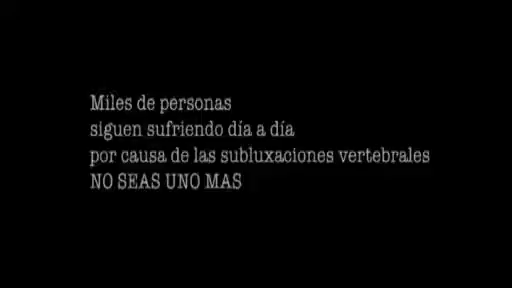 Miles de personas
siguen sufriendo día a día
por causa de las subluxaciones vertebrales
NO SEAS UNO MAS